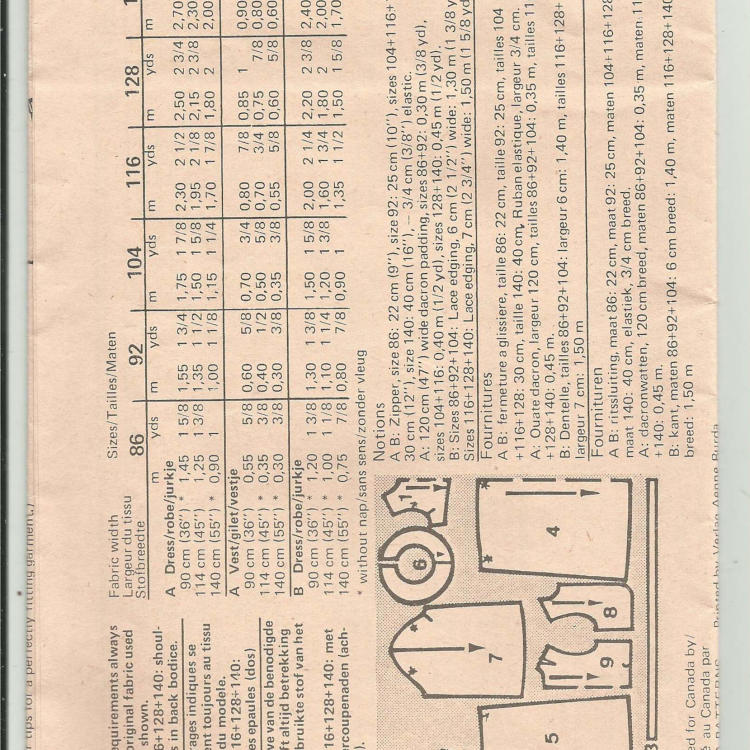 tips for a perfectly fitting garment.)
equirements always
original fabric used
shown.
16+128+140: shoul-
s in back bodice.
rages indiques se
ent toujours au tissu
du modele.
16+128+140:
es epaules (dos)
ve van de benodigde
ft altijd betrekking
bruikte stof van het
16+128+140: met
ercoupenaden (ach-
).
Fabric width Sizes/Tailles/Maten
Largeur du tissu
Stofbreedte 86 92 104 116 128 1
m yds m yds m yds m yds m yds m
A Dress/robe/jurkje
90 cm (36") * 1,45 1 5/8 1,55 1 3/4 1,75 1 7/8 2,30 2 1/2 2,50 2 3/4 2,70
114 cm (45") * 1,25 1 3/8 1,35 1 1/2 1,50 1 5/8 1,95 2 1/8 2,15 2 3/8 2,30
140 cm (55") * 0,90 1 1,00 1 1/8 1,15 1 1/4 1,70 1 7/8 1,80 2 2,00
A Vest/gilet/vestje
90 cm (36") * 0,55 5/8 0,60 5/8 0,70 3/4 0,80 7/8 0,85 1 0,90
114 cm (45") * 0,35 3/8 0,40 1/2 0,50 5/8 0,70 3/4 0,75 7/8 0,80
140 cm (55") * 0,30 3/8 0,30 3/8 0,35 3/8 0,55 5/8 0,60 5/8 0,60
B Dress/robe/jurkje
90 cm (36") * 1,20 1 3/8 1,30 1 3/8 1,50 1 5/8 2,00 2 1/4 2,20 2 3/8 2,40
114 cm (45") * 1,00 1 1/8 1,10 1 1/4 1,20 1 3/8 1,60 1 3/4 1,80 2 2,00
140 cm (55") * 0,75 7/8 0,80 7/8 0,90 1 1,35 1 1/2 1,50 1 5/8 1,70
* without nap/sans sens/zonder vleug
Notions
A B: Zipper, size 86: 22 cm (9"), size 92: 25 cm (10"), sizes 104+116+
30 cm (12"), size 140: 40 cm (16"), – 3/4 cm (3/8") elastic.
A: 120 cm (47") wide dacron padding, sizes 86+92: 0,30 m (3/8 yd),
sizes 104+116: 0,40 m (1/2 yd), sizes 128+140: 0,45 m (1/2 yd).
B: Sizes 86+92+104: Lace edging, 6 cm (2 1/2") wide: 1,30 m (1 3/8 y
Sizes 116+128+140: Lace edging, 7 cm (2 3/4") wide: 1,50 m (1 5/8 yd
Fournitures
A B: fermeture a glissiere, taille 86: 22 cm, taille 92: 25 cm, tailles 104
+116+128: 30 cm, taille 140: 40 cm, Ruban elastique, largeur 3/4 cm.
A: Ouate dacron, largeur 120 cm, tailles 86+92+104: 0,35 m, tailles 11
+128+140: 0,45 m.
B: Dentelle, tailles 86+92+104: largeur 6 cm: 1,40 m, tailles 116+128+
largeur 7 cm: 1,50 m
Fournituren
A B: ritssluiting, maat 86: 22 cm, maat 92: 25 cm, maten 104+116+128
maat 140: 40 cm, elastiek, 3/4 cm breed.
A: dacronwatten, 120 cm breed, maten 86+92+104: 0,35 m, maten 11
+140: 0,45 m.
B: kant, maten 86+92+104: 6 cm breed: 1,40 m, maten 116+128+140
breed: 1,50 m
1
6
4
7
8
9
5
3
ed for Canada by/
é au Canada par
PATTERNS
Printed by Verlag Aenne Burda